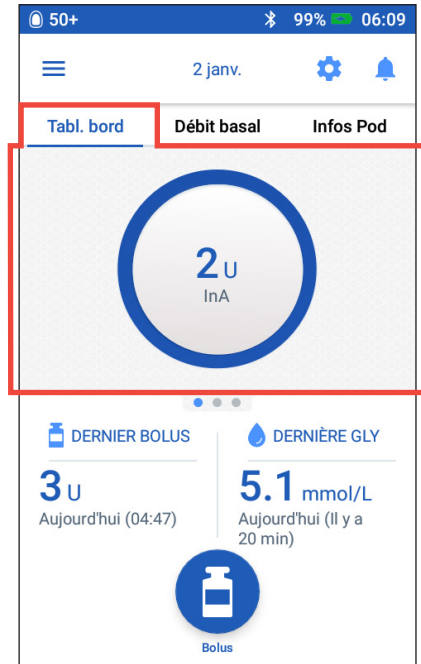 50+ 99% 06:09
2 janv.
Tabl. bord Débit basal Infos Pod
2 U
InA
DERNIER BOLUS DERNIÈRE GLY
3 U 5.1 mmol/L
Aujourd'hui (04:47) Aujourd'hui (Il y a
20 min)
Bolus